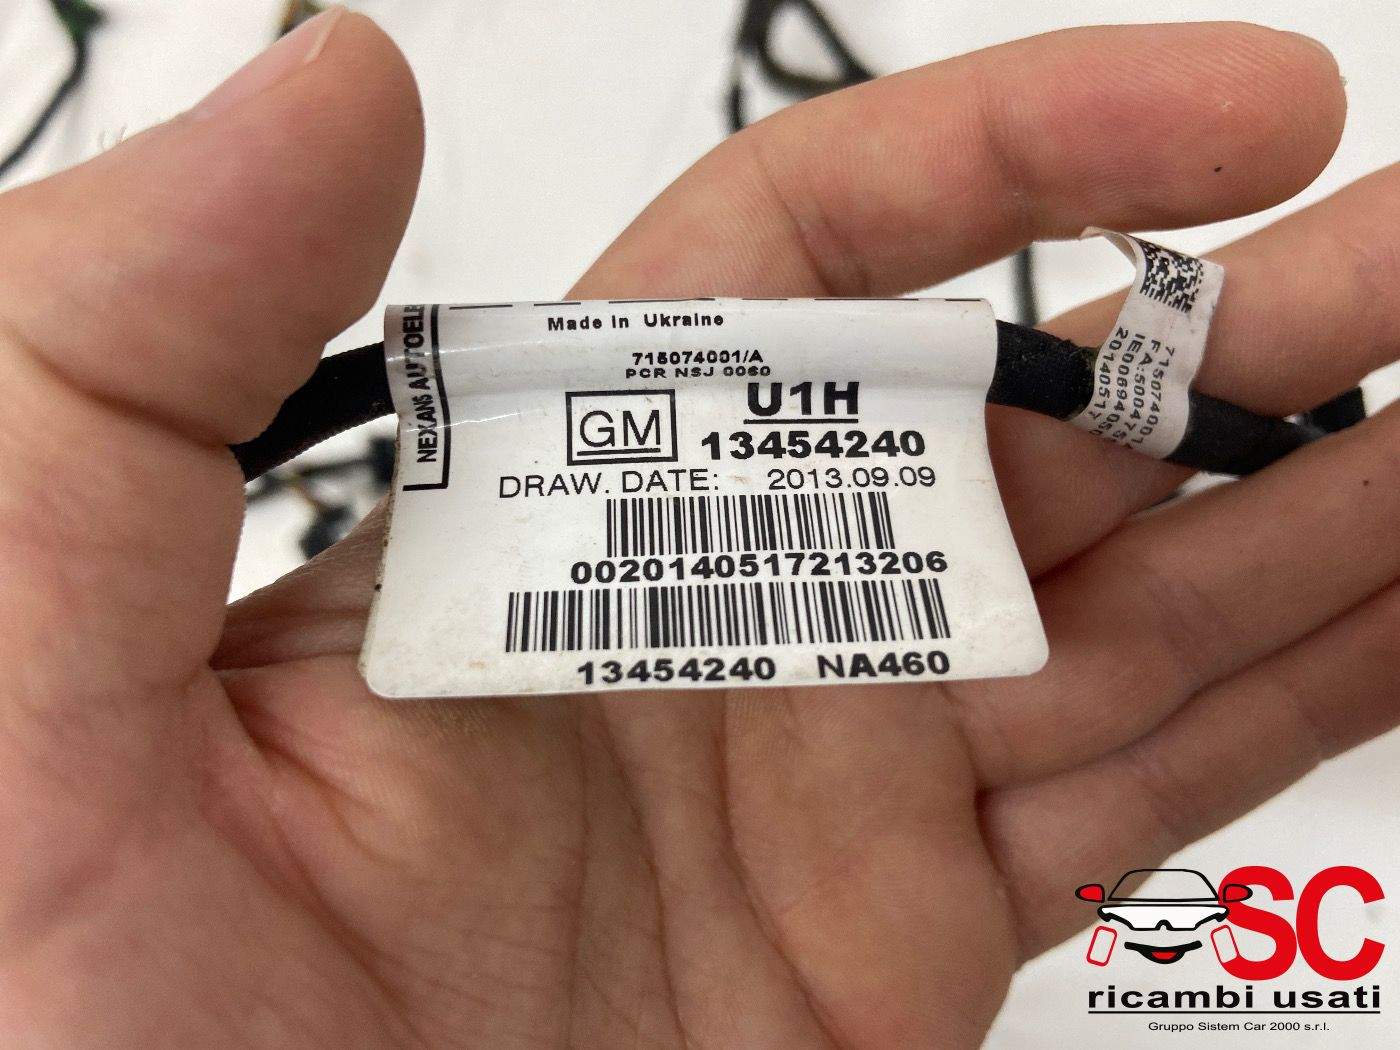 NEXANS AUTOELE
Made in Ukraine
715074001/A
PCR NSJ 0060
GM
U1H
13454240
DRAW. DATE: 2013.09.09
0020140517213206
13454240 NA460
715074001
SC
ricambi usati
Gruppo Sistem Car 2000 s.r.l.